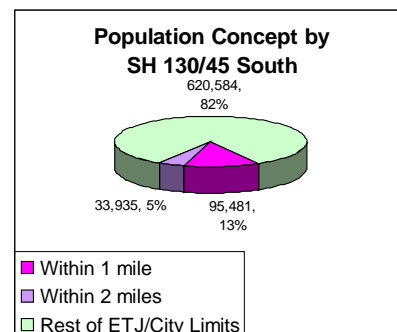 Population Concept by
SH 130/45 South
620,584,
82%
33,935, 5%
95,481,
13%
Within 1 mile
Within 2 miles
Rest of ETJ/City Limits